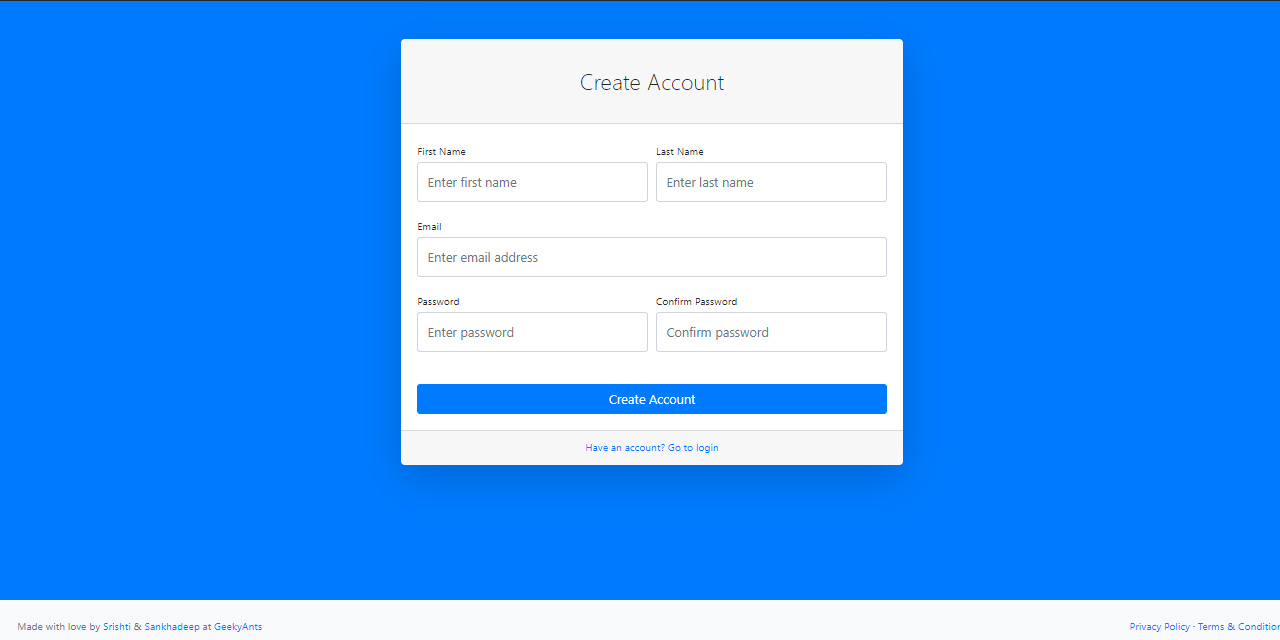 Create Account
First Name Last Name
Enter first name Enter last name
Email
Enter email address
Password Confirm Password
Enter password Confirm password
Create Account
Have an account? Go to login
Made with love by Srishti & Sankhadeep at GeekyAnts Privacy Policy · Terms & Condition